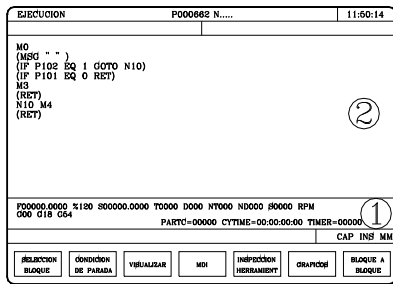 EJECUCION P000662 N..... 11:50:14
M0
(MSG " " )
(IF P102 EQ 1 GOTO N10)
(IF P101 EQ 0 RET)
M3
(RET)
N10 M4
(RET)
2
F00000.0000 %120 S00000.0000 T0000 D000 NT000 ND000 S0000 RPM
G00 G18 G54
PARTC=00000 CYTIME=00:00:00:00 TIMER=00000
1
CAP INS MM
SELECCION BLOQUE
CONDICION DE PARADA
VISUALIZAR
MDI
INSPECCION HERRAMIENT
GRAFICOS
BLOQUE A BLOQUE